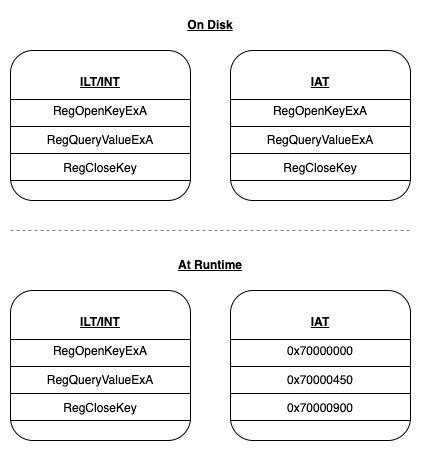 On Disk
ILT/INT
RegOpenKeyExA
RegQueryValueExA
RegCloseKey
IAT
RegOpenKeyExA
RegQueryValueExA
RegCloseKey
At Runtime
ILT/INT
RegOpenKeyExA
RegQueryValueExA
RegCloseKey
IAT
0x70000000
0x70000450
0x70000900